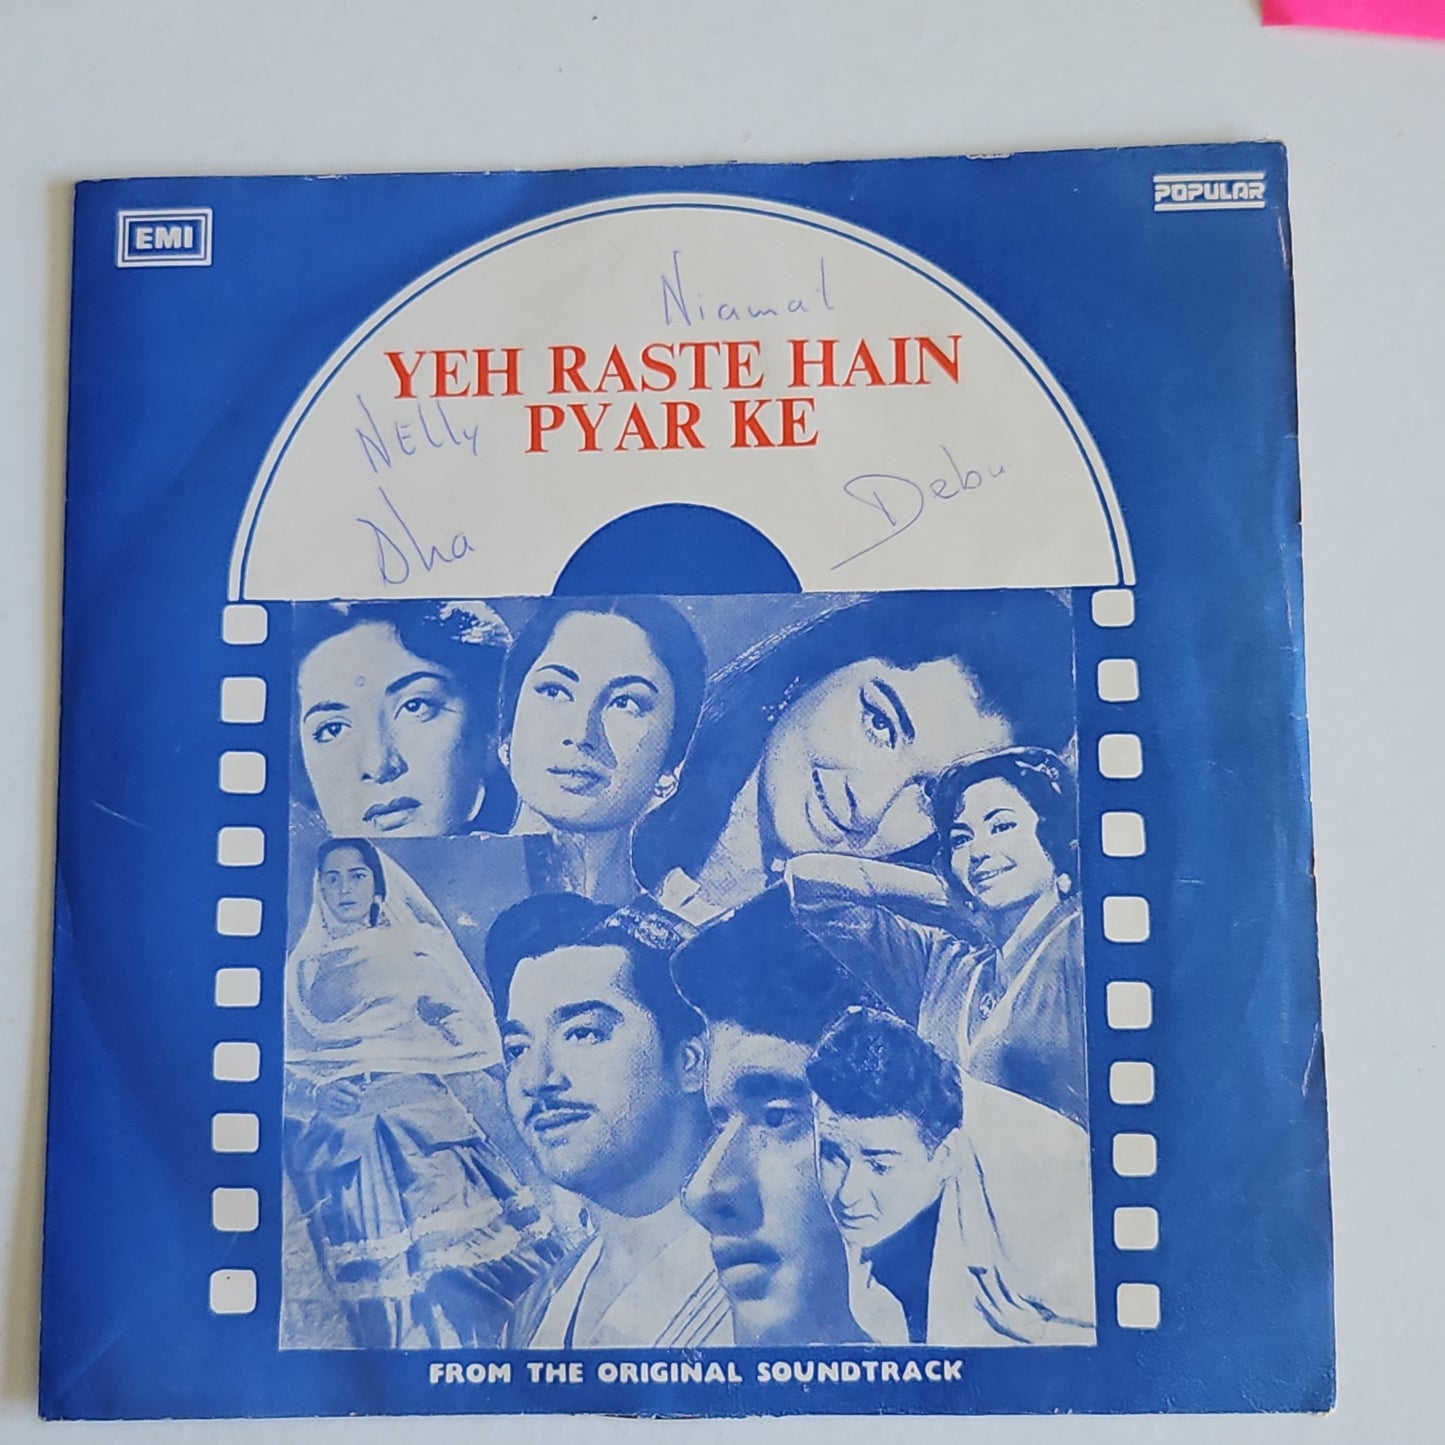 EMI
POPULAR
Niamat
YEH RASTE HAIN
PYAR KE
Nelly
Debu
Dha
FROM THE ORIGINAL SOUNDTRACK